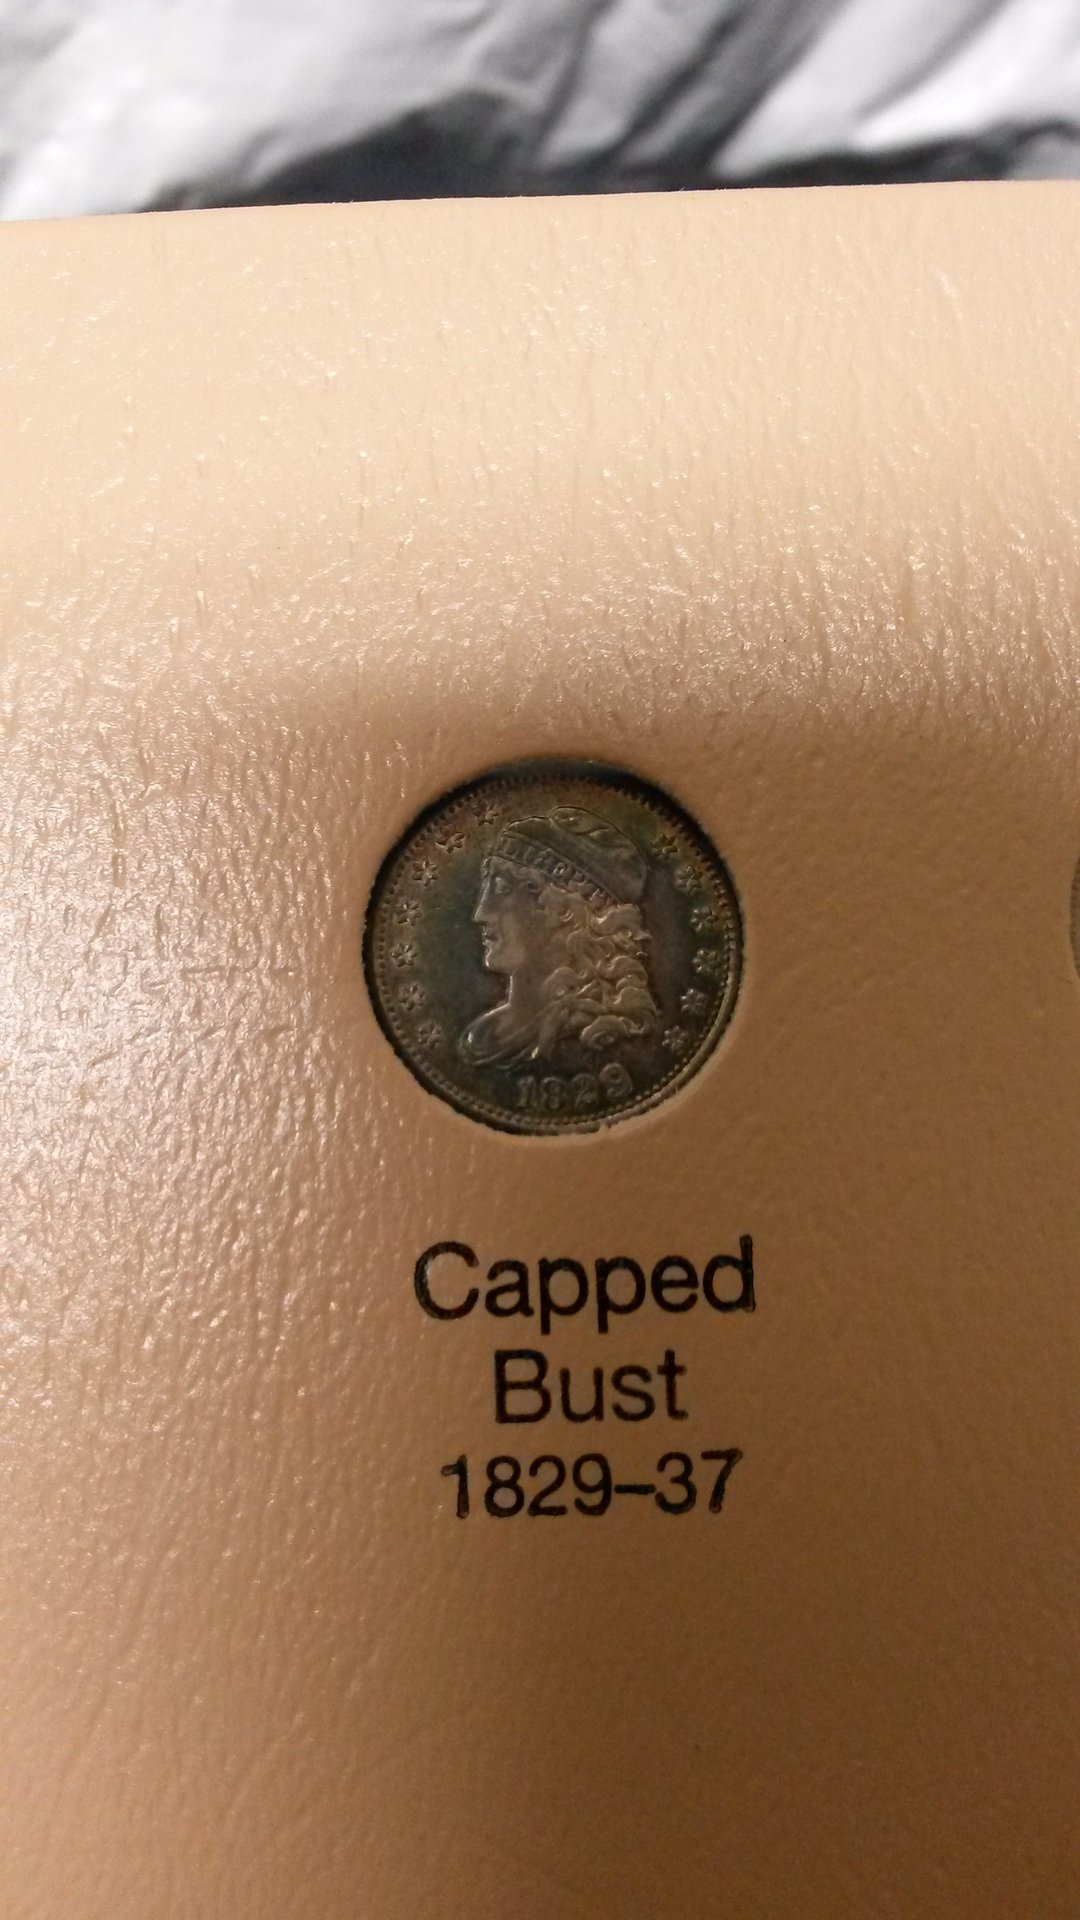 LIBERTY
1829
Capped
Bust
1829–37